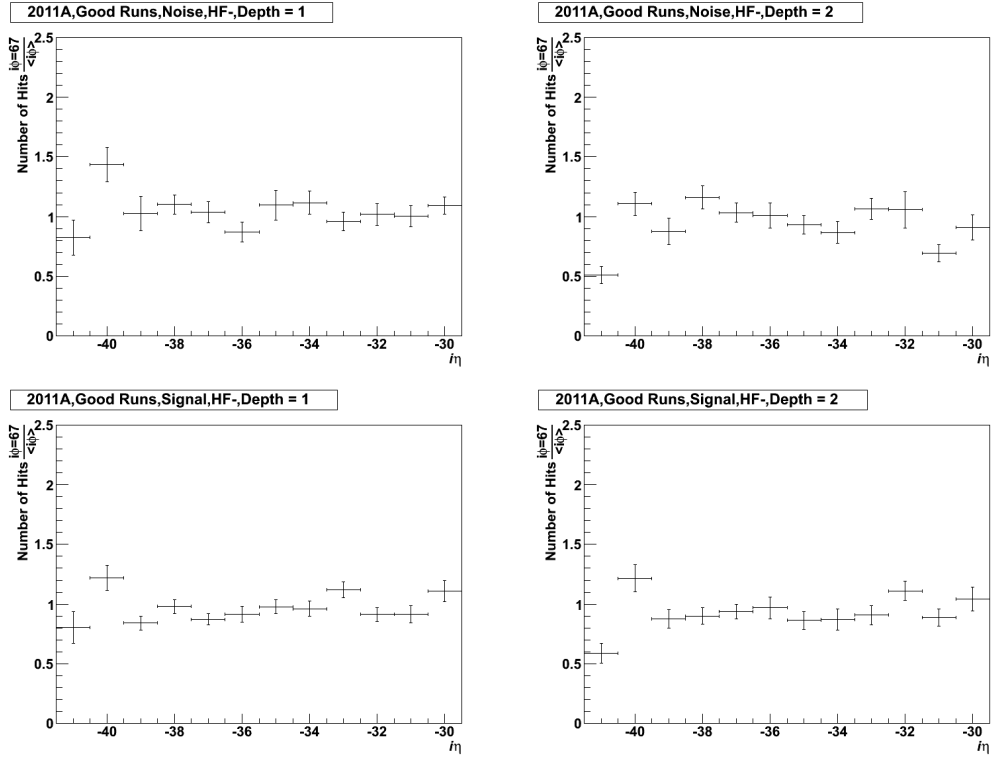 2011A,Good Runs,Noise,HF-,Depth = 1
Number of Hits iϕ=67
<iϕ>
2.5
2
1.5
1
0.5
0
-40 -38 -36 -34 -32 -30
iη
2011A,Good Runs,Noise,HF-,Depth = 2
Number of Hits iϕ=67
<iϕ>
2.5
2
1.5
1
0.5
0
-40 -38 -36 -34 -32 -30
iη
2011A,Good Runs,Signal,HF-,Depth = 1
Number of Hits iϕ=67
<iϕ>
2.5
2
1.5
1
0.5
0
-40 -38 -36 -34 -32 -30
iη
2011A,Good Runs,Signal,HF-,Depth = 2
Number of Hits iϕ=67
<iϕ>
2.5
2
1.5
1
0.5
0
-40 -38 -36 -34 -32 -30
iη